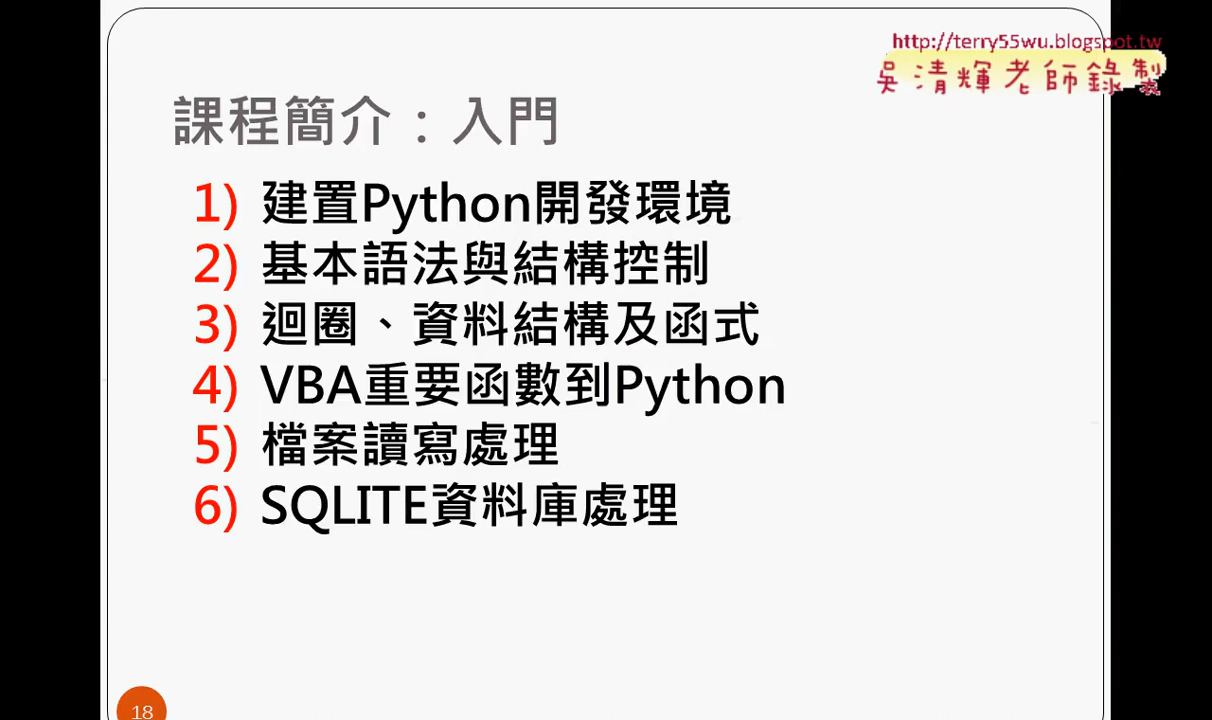 http://terry55wu.blogspot.tw
吳清輝老師錄製
課程簡介：入門
1) 建置Python開發環境
2) 基本語法與結構控制
3) 迴圈、資料結構及函式
4) VBA重要函數到Python
5) 檔案讀寫處理
6) SQLITE資料庫處理
18